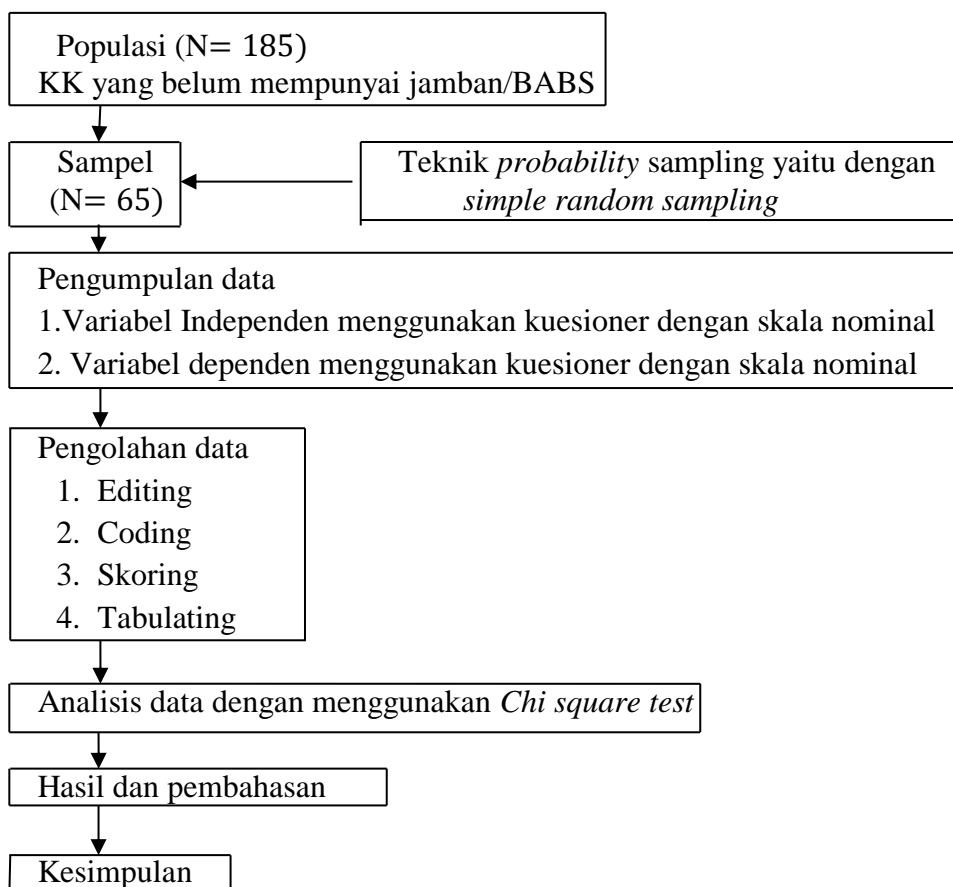 Populasi (N= 185)
KK yang belum mempunyai jamban/BABS
Sampel
(N= 65)
Teknik probability sampling yaitu dengan
simple random sampling
Pengumpulan data
1.Variabel Independen menggunakan kuesioner dengan skala nominal
2. Variabel dependen menggunakan kuesioner dengan skala nominal
Pengolahan data
1. Editing
2. Coding
3. Skoring
4. Tabulating
Analisis data dengan menggunakan Chi square test
Hasil dan pembahasan
Kesimpulan